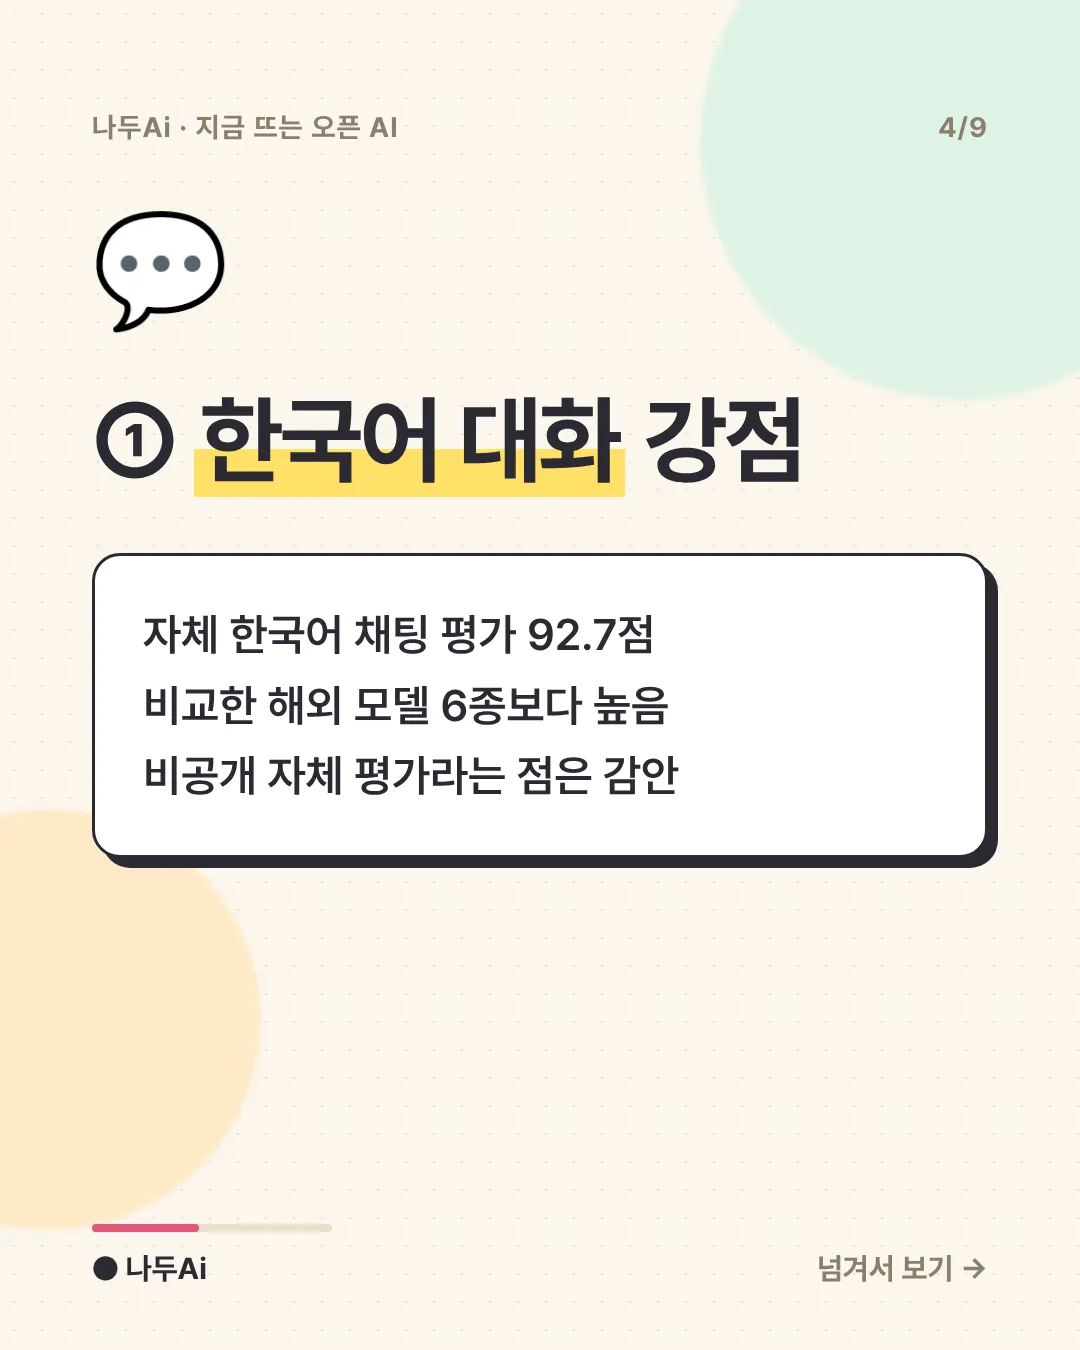 나두Ai · 지금 뜨는 오픈 AI
4/9
① 한국어 대화 강점
자체 한국어 채팅 평가 92.7점
비교한 해외 모델 6종보다 높음
비공개 자체 평가라는 점은 감안
나두Ai
넘겨서 보기 →